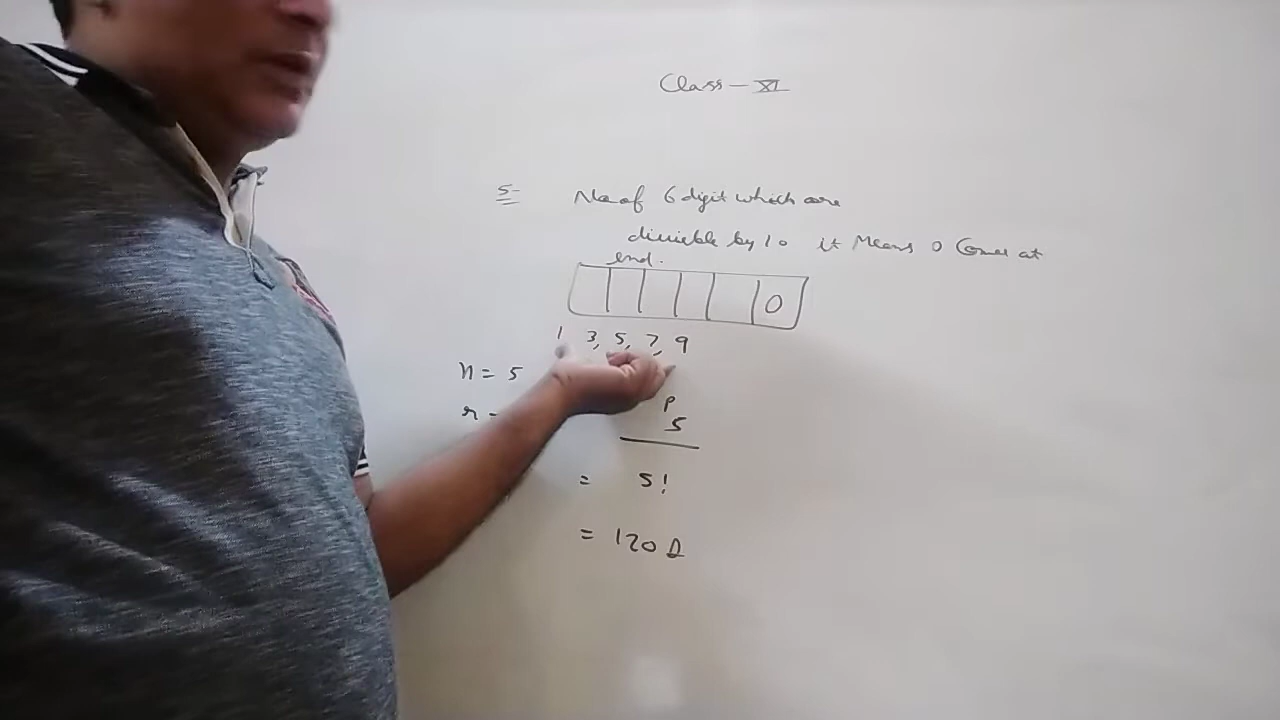 Class - XI
5- No of 6 digit which are
divisible by 10 it Means 0 Comes at
end.
0
1 3, 5, 7, 9
n = 5
r -
P
5
= 5!
= 120